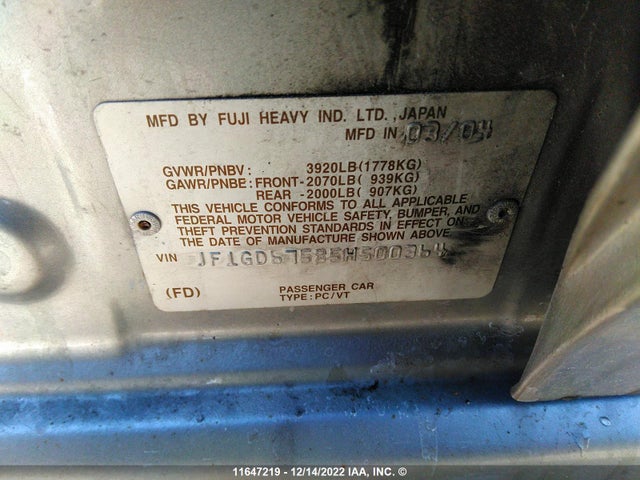 MFD BY FUJI HEAVY IND. LTD., JAPAN
MFD IN 03/04
GVWR/PNBV: 3920LB(1778KG)
GAWR/PNBE: FRONT-2070LB( 939KG)
REAR -2000LB( 907KG)
THIS VEHICLE CONFORMS TO ALL APPLICABLE
FEDERAL MOTOR VEHICLE SAFETY, BUMPER, AND
THEFT PREVENTION STANDARDS IN EFFECT ON
THE DATE OF MANUFACTURE SHOWN ABOVE.
VIN
(FD)
PASSENGER CAR
TYPE: PC/VT
11647219 - 12/14/2022 IAA, INC. ©